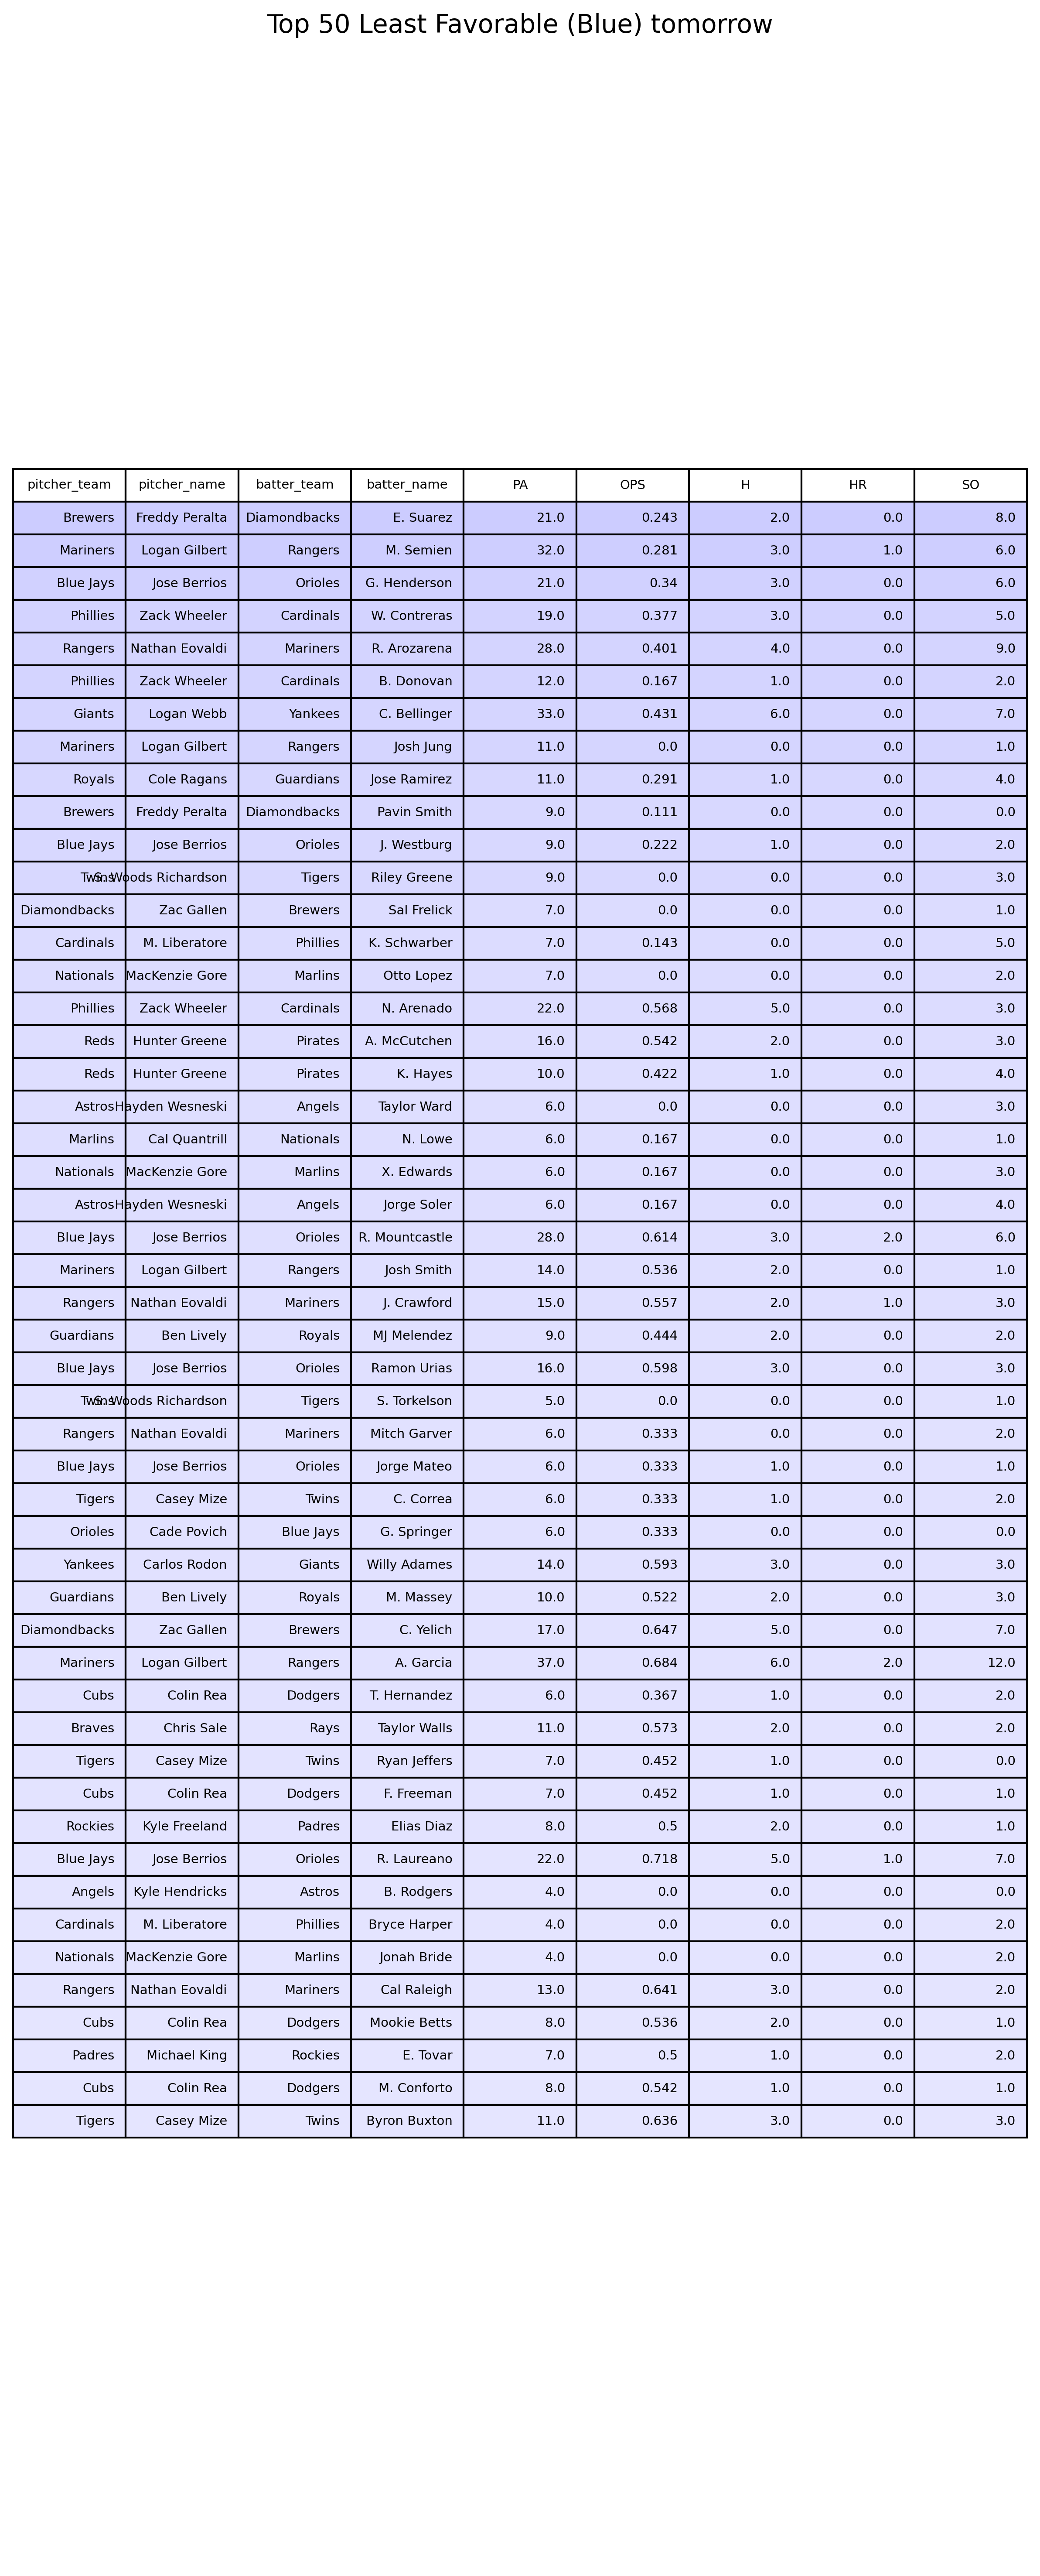 Top 50 Least Favorable (Blue) tomorrow
pitcher_team pitcher_name batter_team batter_name PA OPS H HR SO
Brewers Freddy Peralta Diamondbacks E. Suarez 21.0 0.243 2.0 0.0 8.0
Mariners Logan Gilbert Rangers M. Semien 32.0 0.281 3.0 1.0 6.0
Blue Jays Jose Berrios Orioles G. Henderson 21.0 0.34 3.0 0.0 6.0
Phillies Zack Wheeler Cardinals W. Contreras 19.0 0.377 3.0 0.0 5.0
Rangers Nathan Eovaldi Mariners R. Arozarena 28.0 0.401 4.0 0.0 9.0
Phillies Zack Wheeler Cardinals B. Donovan 12.0 0.167 1.0 0.0 2.0
Giants Logan Webb Yankees C. Bellinger 33.0 0.431 6.0 0.0 7.0
Mariners Logan Gilbert Rangers Josh Jung 11.0 0.0 0.0 0.0 1.0
Royals Cole Ragans Guardians Jose Ramirez 11.0 0.291 1.0 0.0 4.0
Brewers Freddy Peralta Diamondbacks Pavin Smith 9.0 0.111 0.0 0.0 0.0
Blue Jays Jose Berrios Orioles J. Westburg 9.0 0.222 1.0 0.0 2.0
Twins S. Woods Richardson Tigers Riley Greene 9.0 0.0 0.0 0.0 3.0
Diamondbacks Zac Gallen Brewers Sal Frelick 7.0 0.0 0.0 0.0 1.0
Cardinals M. Liberatore Phillies K. Schwarber 7.0 0.143 0.0 0.0 5.0
Nationals MacKenzie Gore Marlins Otto Lopez 7.0 0.0 0.0 0.0 2.0
Phillies Zack Wheeler Cardinals N. Arenado 22.0 0.568 5.0 0.0 3.0
Reds Hunter Greene Pirates A. McCutchen 16.0 0.542 2.0 0.0 3.0
Reds Hunter Greene Pirates K. Hayes 10.0 0.422 1.0 0.0 4.0
Astros Hayden Wesneski Angels Taylor Ward 6.0 0.0 0.0 0.0 3.0
Marlins Cal Quantrill Nationals N. Lowe 6.0 0.167 0.0 0.0 1.0
Nationals MacKenzie Gore Marlins X. Edwards 6.0 0.167 0.0 0.0 3.0
Astros Hayden Wesneski Angels Jorge Soler 6.0 0.167 0.0 0.0 4.0
Blue Jays Jose Berrios Orioles R. Mountcastle 28.0 0.614 3.0 2.0 6.0
Mariners Logan Gilbert Rangers Josh Smith 14.0 0.536 2.0 0.0 1.0
Rangers Nathan Eovaldi Mariners J. Crawford 15.0 0.557 2.0 1.0 3.0
Guardians Ben Lively Royals MJ Melendez 9.0 0.444 2.0 0.0 2.0
Blue Jays Jose Berrios Orioles Ramon Urias 16.0 0.598 3.0 0.0 3.0
Twins S. Woods Richardson Tigers S. Torkelson 5.0 0.0 0.0 0.0 1.0
Rangers Nathan Eovaldi Mariners Mitch Garver 6.0 0.333 0.0 0.0 2.0
Blue Jays Jose Berrios Orioles Jorge Mateo 6.0 0.333 1.0 0.0 1.0
Tigers Casey Mize Twins C. Correa 6.0 0.333 1.0 0.0 2.0
Orioles Cade Povich Blue Jays G. Springer 6.0 0.333 0.0 0.0 0.0
Yankees Carlos Rodon Giants Willy Adames 14.0 0.593 3.0 0.0 3.0
Guardians Ben Lively Royals M. Massey 10.0 0.522 2.0 0.0 3.0
Diamondbacks Zac Gallen Brewers C. Yelich 17.0 0.647 5.0 0.0 7.0
Mariners Logan Gilbert Rangers A. Garcia 37.0 0.684 6.0 2.0 12.0
Cubs Colin Rea Dodgers T. Hernandez 6.0 0.367 1.0 0.0 2.0
Braves Chris Sale Rays Taylor Walls 11.0 0.573 2.0 0.0 2.0
Tigers Casey Mize Twins Ryan Jeffers 7.0 0.452 1.0 0.0 0.0
Cubs Colin Rea Dodgers F. Freeman 7.0 0.452 1.0 0.0 1.0
Rockies Kyle Freeland Padres Elias Diaz 8.0 0.5 2.0 0.0 1.0
Blue Jays Jose Berrios Orioles R. Laureano 22.0 0.718 5.0 1.0 7.0
Angels Kyle Hendricks Astros B. Rodgers 4.0 0.0 0.0 0.0 0.0
Cardinals M. Liberatore Phillies Bryce Harper 4.0 0.0 0.0 0.0 2.0
Nationals MacKenzie Gore Marlins Jonah Bride 4.0 0.0 0.0 0.0 2.0
Rangers Nathan Eovaldi Mariners Cal Raleigh 13.0 0.641 3.0 0.0 2.0
Cubs Colin Rea Dodgers Mookie Betts 8.0 0.536 2.0 0.0 1.0
Padres Michael King Rockies E. Tovar 7.0 0.5 1.0 0.0 2.0
Cubs Colin Rea Dodgers M. Conforto 8.0 0.542 1.0 0.0 1.0
Tigers Casey Mize Twins Byron Buxton 11.0 0.636 3.0 0.0 3.0